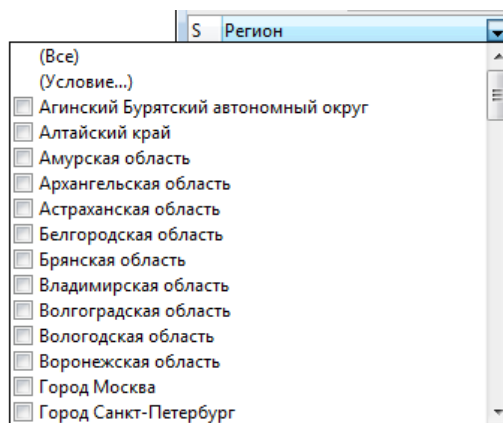 S Регион
(Все)
(Условие...)
Агинский Бурятский автономный округ
Алтайский край
Амурская область
Архангельская область
Астраханская область
Белгородская область
Брянская область
Владимирская область
Волгоградская область
Вологодская область
Воронежская область
Город Москва
Город Санкт-Петербург